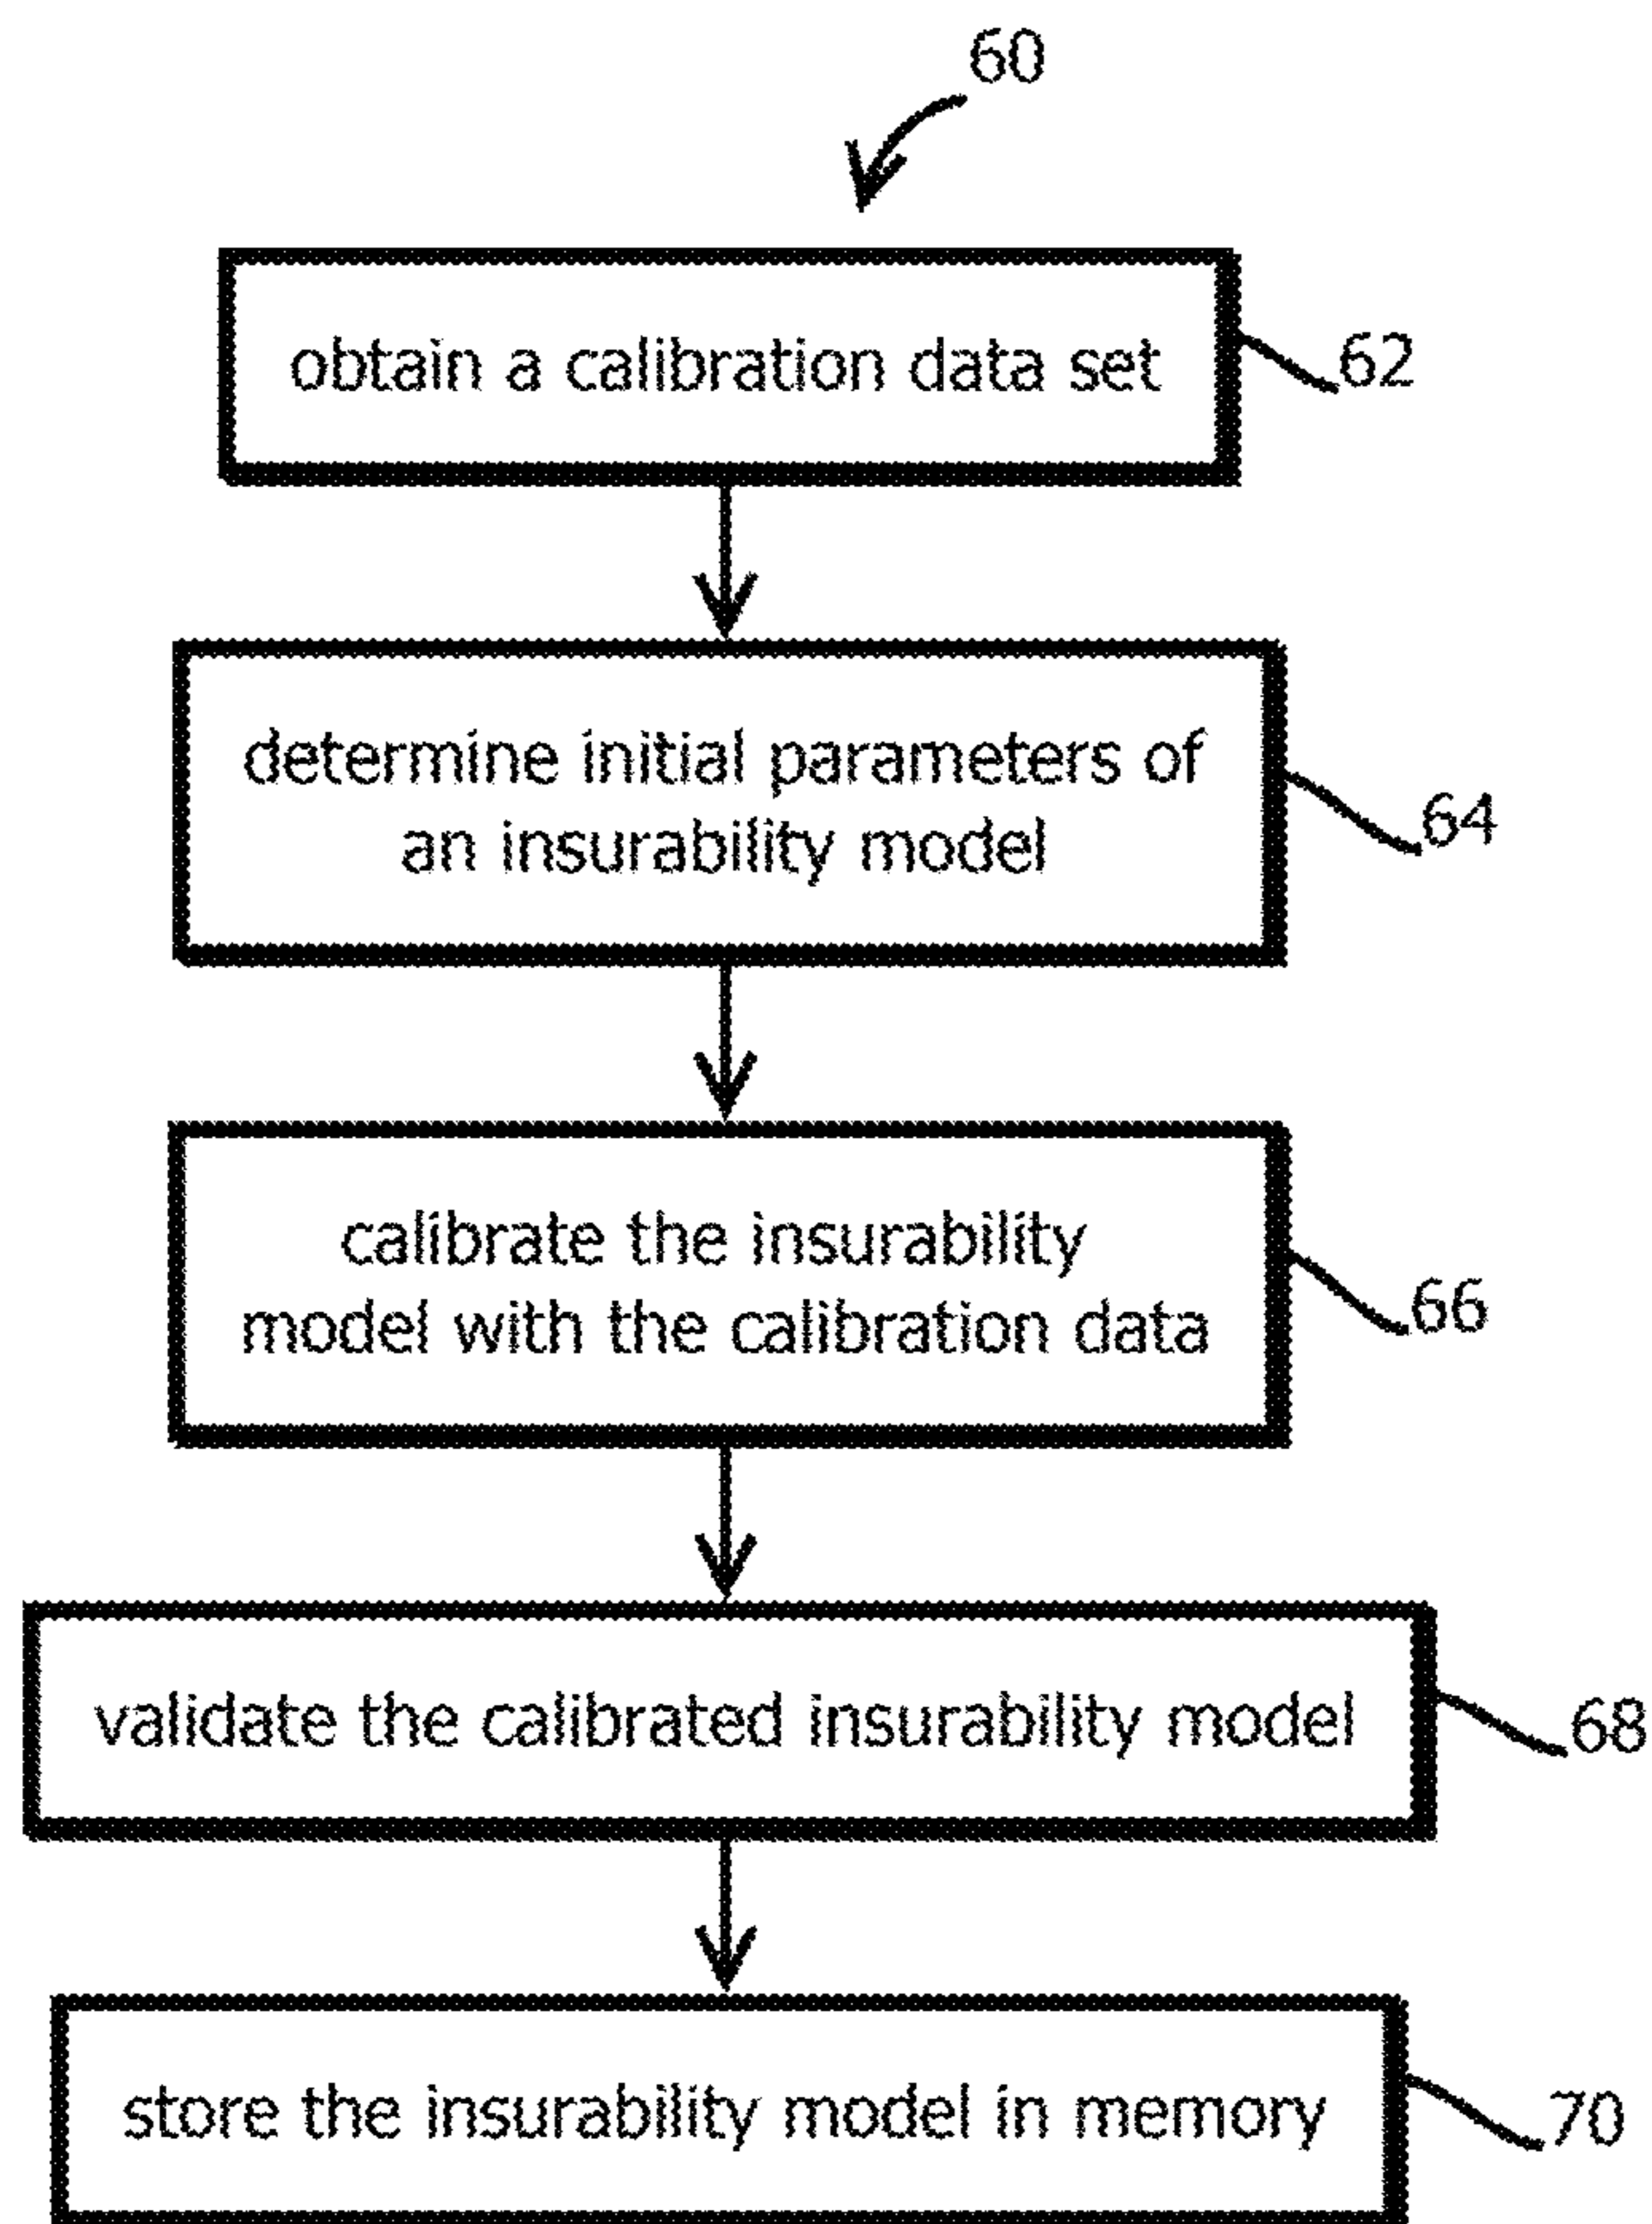 60
obtain a calibration data set
62
determine initial parameters of
an insurability model
64
calibrate the insurability
model with the calibration data
66
validate the calibrated insurability model
68
store the insurability model in memory
70